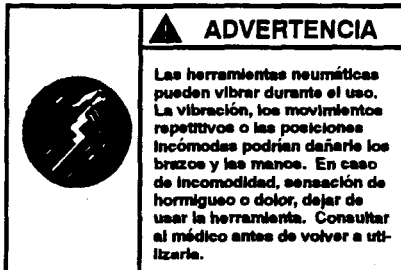 ADVERTENCIA
Las herramientas neumáticas
pueden vibrar durante el uso.
La vibración, los movimientos
repetitivos o las posiciones
incómodas podrían dañarle los
brazos y las manos. En caso
de incomodidad, sensación de
hormigueo o dolor, dejar de
usar la herramienta. Consultar
al médico antes de volver a uti-
lizarla.